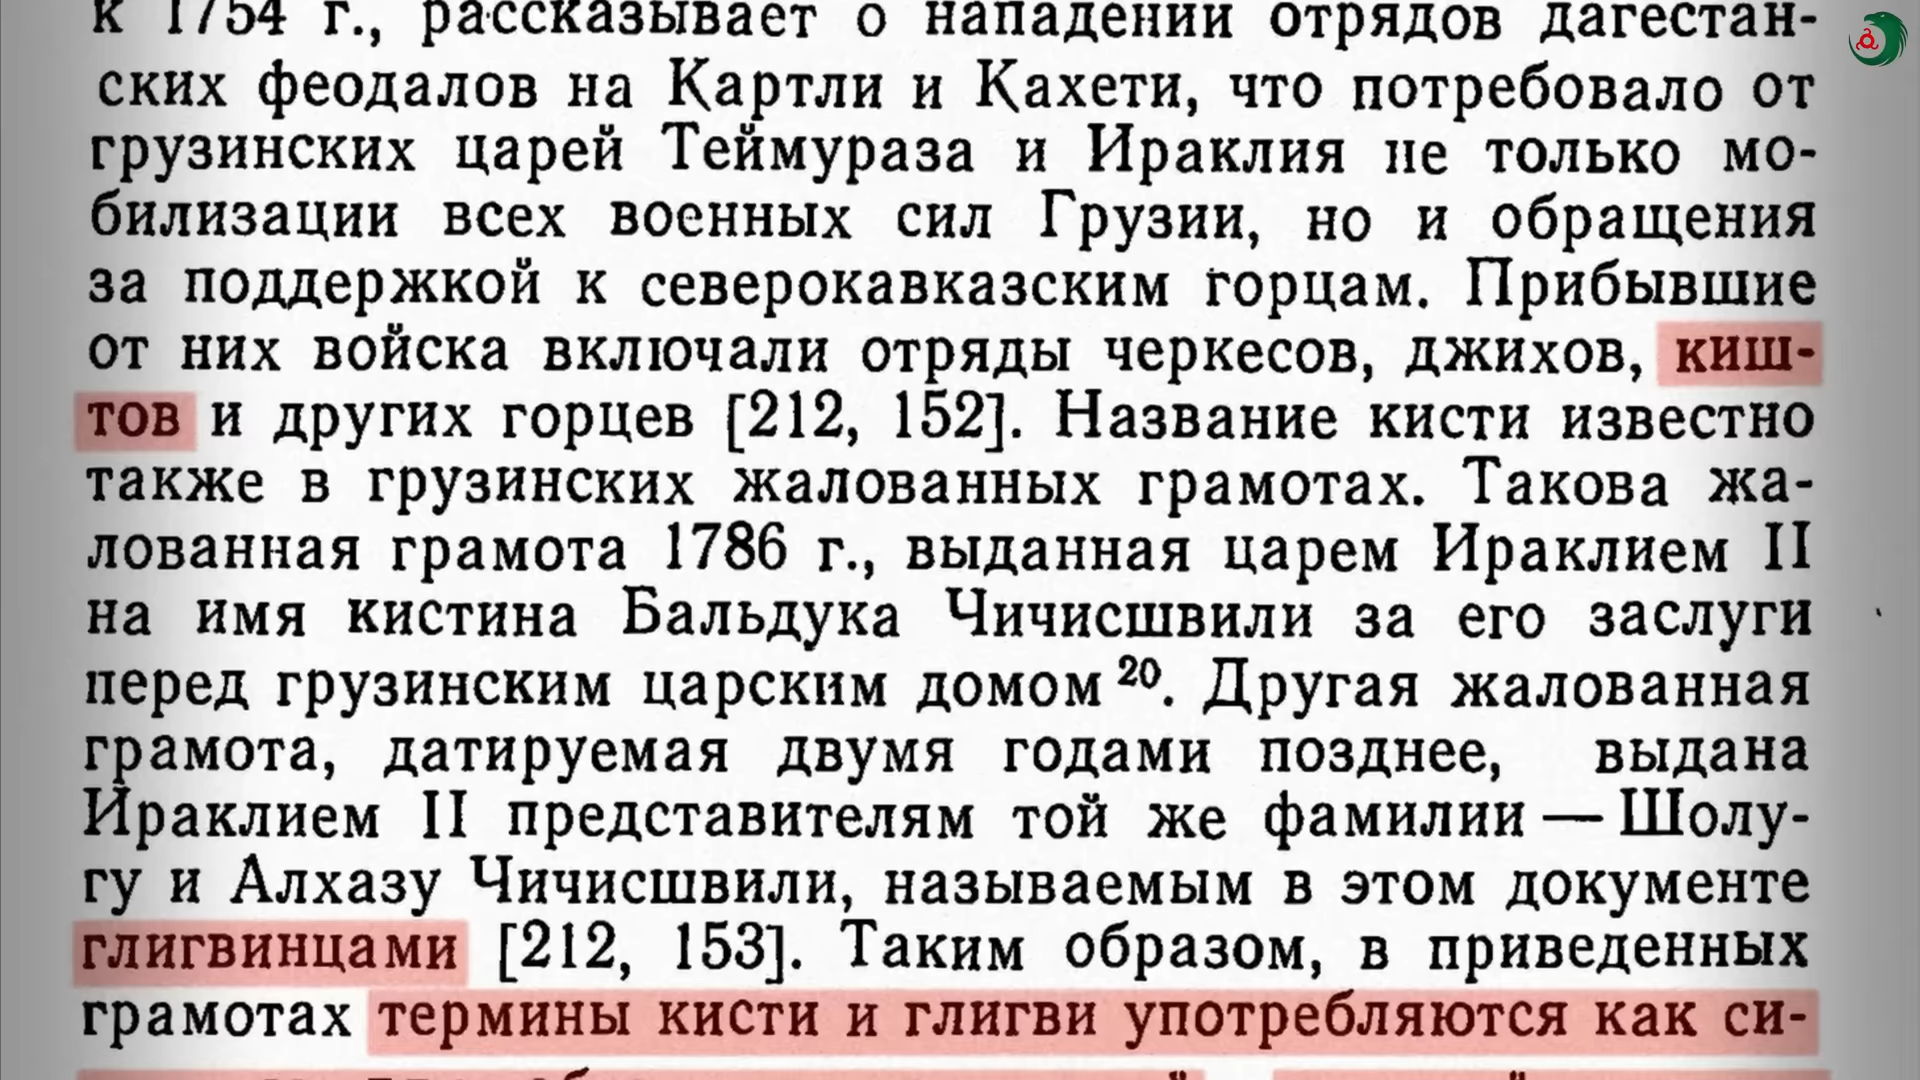 к 1754 г., рассказывает о нападении отрядов дагестан-
ских феодалов на Картли и Кахети, что потребовало от
грузинских царей Теймураза и Ираклия не только мо-
билизации всех военных сил Грузии, но и обращения
за поддержкой к северокавказским горцам. Прибывшие
от них войска включали отряды черкесов, джихов, киш-
тов и других горцев [212, 152]. Название кисти известно
также в грузинских жалованных грамотах. Такова жа-
лованная грамота 1786 г., выданная царем Ираклием II
на имя кистина Бальдука Чичисшвили за его заслуги
перед грузинским царским домом 20. Другая жалованная
грамота, датируемая двумя годами позднее, выдана
Ираклием II представителям той же фамилии — Шолу-
гу и Алхазу Чичисшвили, называемым в этом документе
глигвинцами [212, 153]. Таким образом, в приведенных
грамотах термины кисти и глигви употребляются как си-